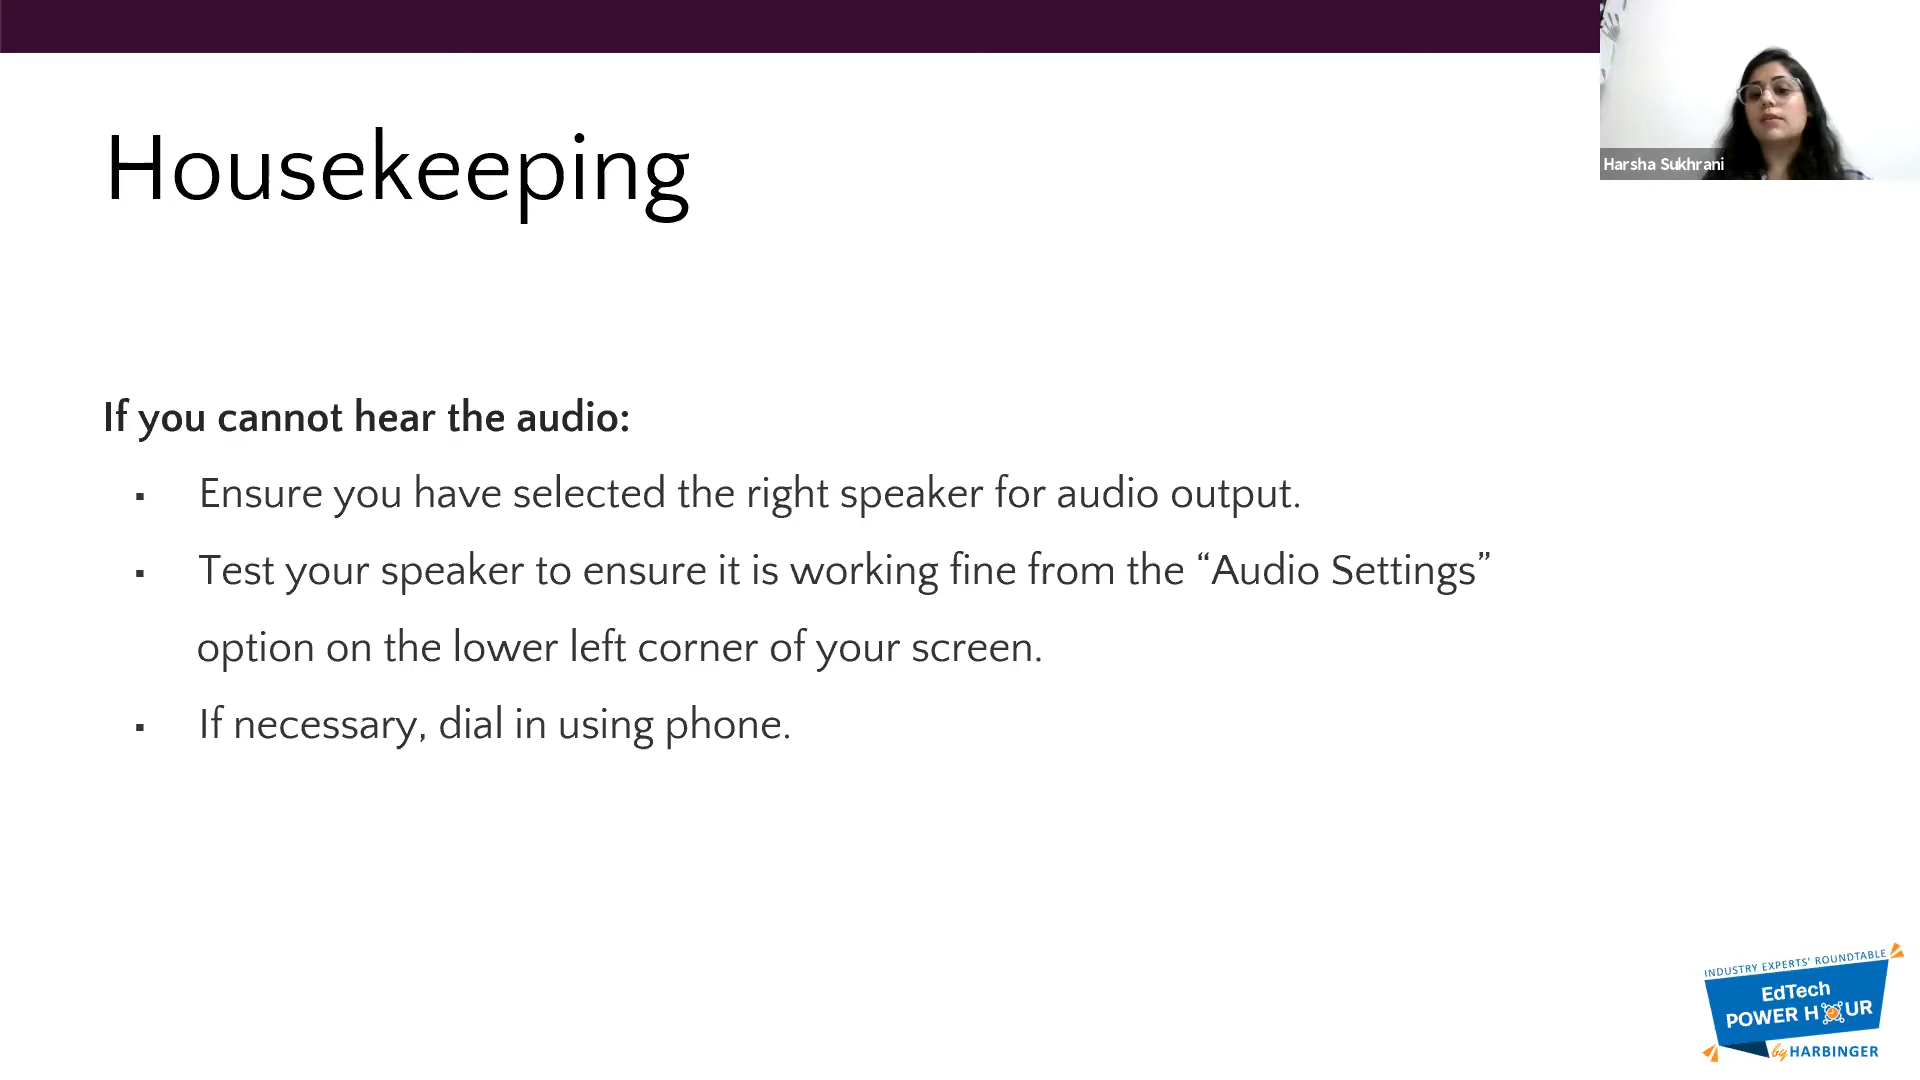 Housekeeping
Harsha Sukhrani
If you cannot hear the audio:
▪ Ensure you have selected the right speaker for audio output.
▪ Test your speaker to ensure it is working fine from the “Audio Settings”
option on the lower left corner of your screen.
▪ If necessary, dial in using phone.
INDUSTRY EXPERTS' ROUNDTABLE
EdTech
POWER HOUR
by HARBINGER